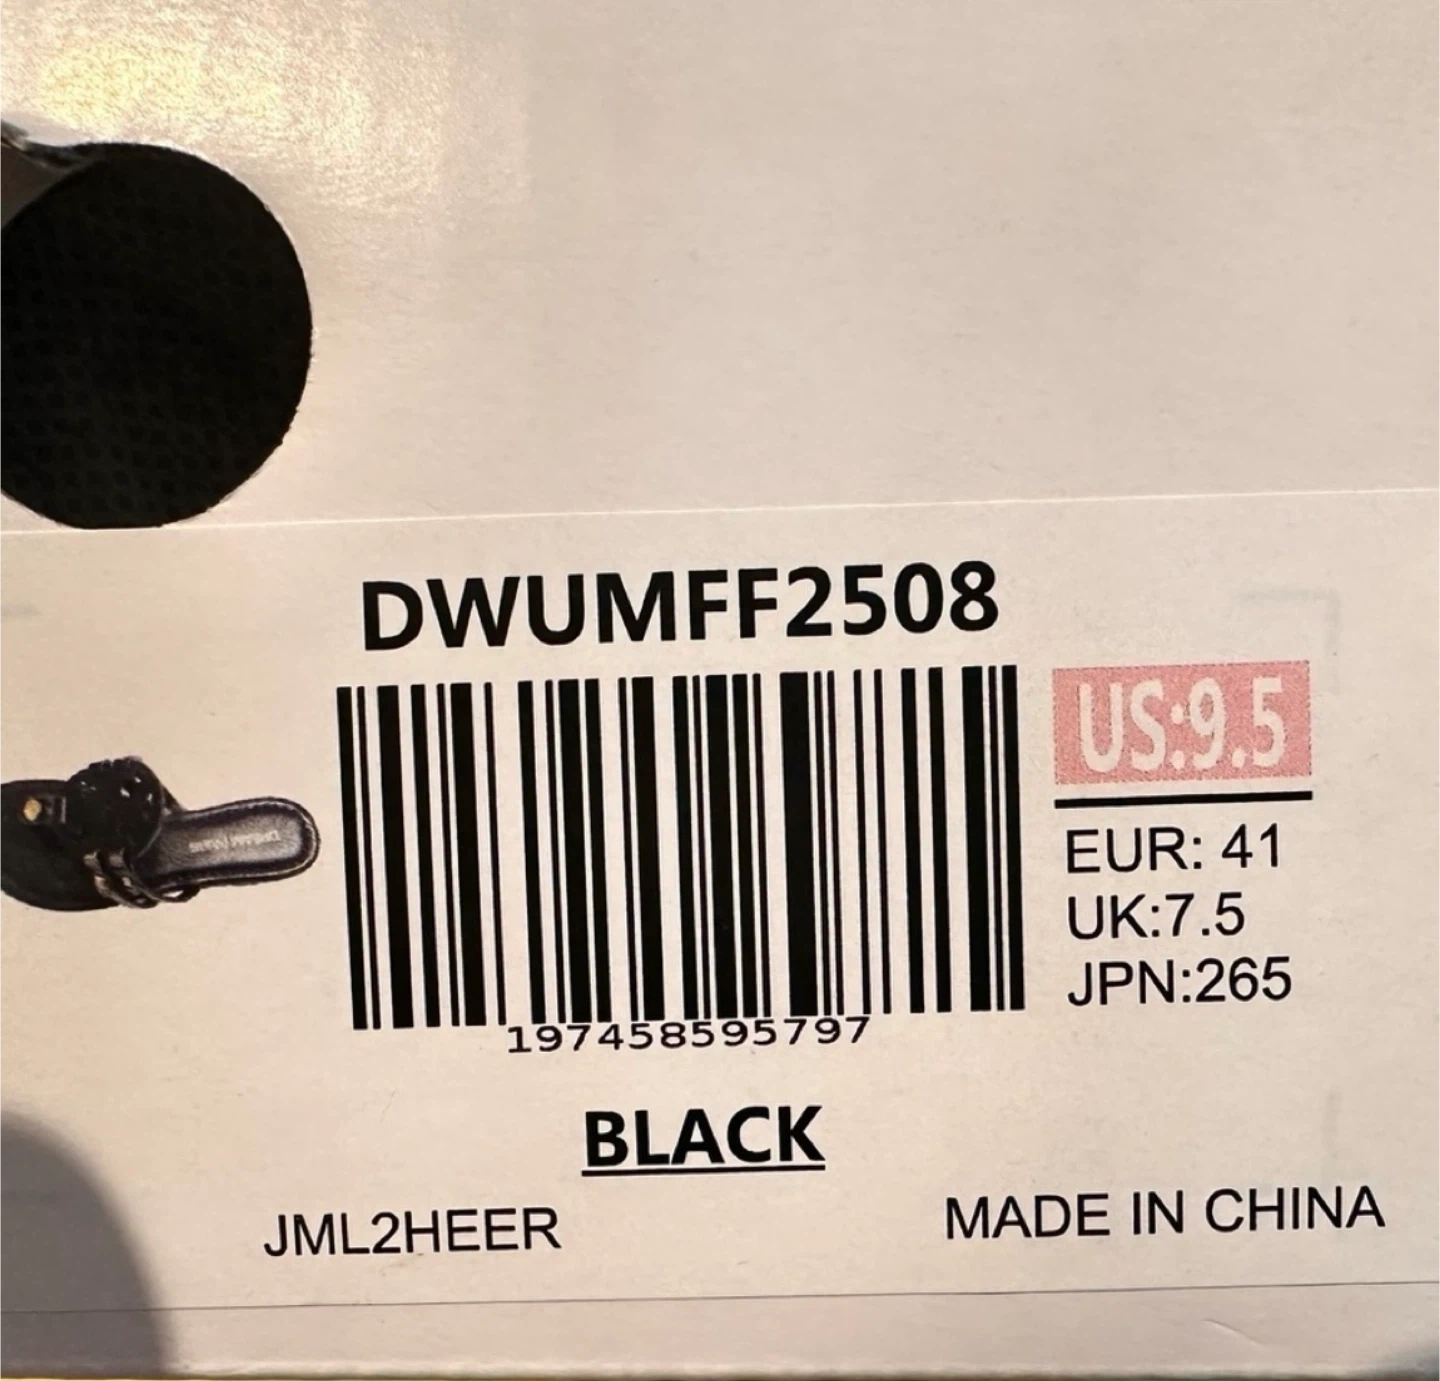 DWUMFF2508
US:9.5
EUR: 41
UK:7.5
JPN:265
197458595797
BLACK
JML2HEER
MADE IN CHINA